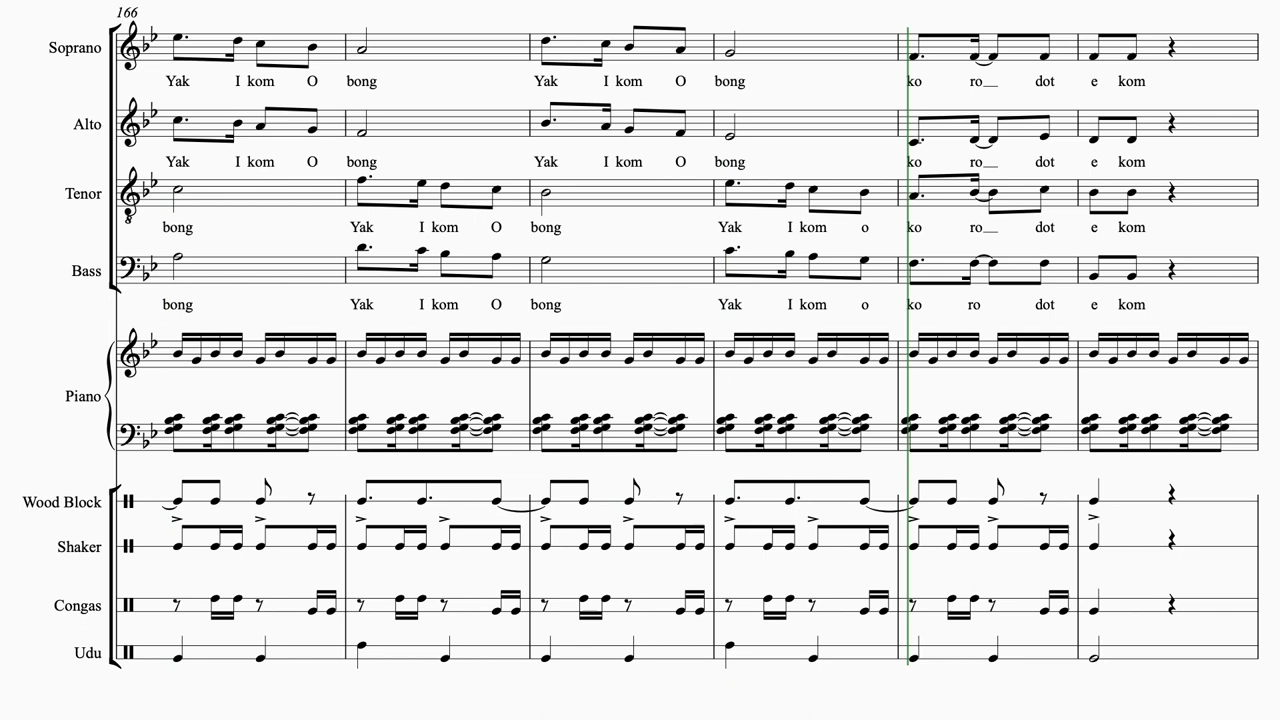 166
Soprano
Yak I kom O bong Yak I kom O bong ko ro__ dot e kom
Alto
Yak I kom O bong Yak I kom O bong ko ro__ dot e kom
Tenor
bong Yak I kom O bong Yak I kom o ko ro__ dot e kom
Bass
bong Yak I kom O bong Yak I kom o ko ro dot e kom
Piano
Wood Block
Shaker
Congas
Udu